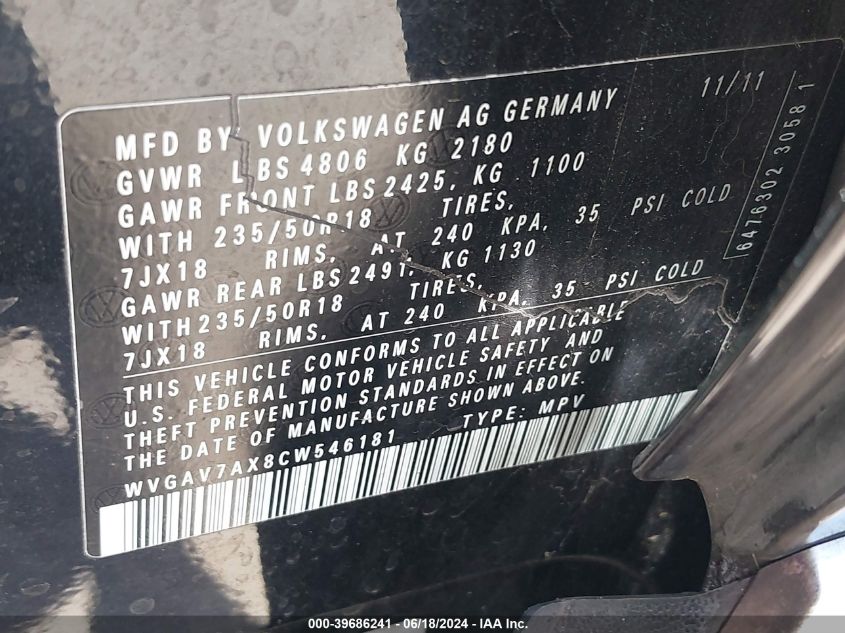 11/11
MFD BY VOLKSWAGEN AG GERMANY
GVWR LBS 4806 KG 2180
GAWR FRONT LBS 2425, KG 1100
WITH 235/50R18 TIRES,
7JX18 RIMS, AT 240 KPA, 35 PSI COLD
GAWR REAR LBS 2491, KG 1130
WITH 235/50R18 TIRES,
7JX18 RIMS, AT 240 KPA, 35 PSI COLD
THIS VEHICLE CONFORMS TO ALL APPLICABLE
U.S. FEDERAL MOTOR VEHICLE SAFETY AND
THEFT PREVENTION STANDARDS IN EFFECT ON
THE DATE OF MANUFACTURE SHOWN ABOVE.
WVGAV7AX8CW546181 TYPE: MPV
6476302 30581
000-39686241 - 06/18/2024 - IAA Inc.